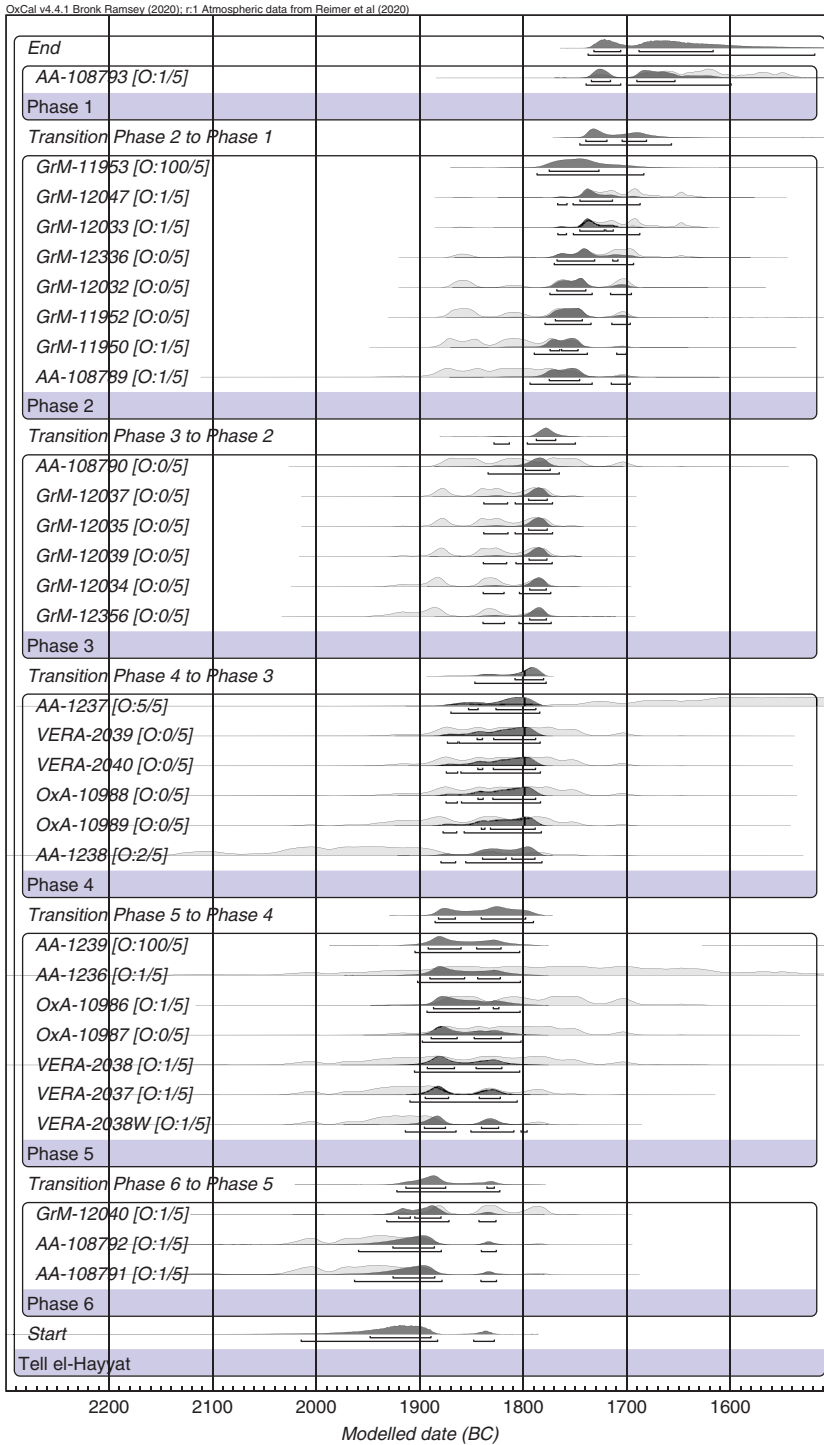 OxCal v4.4.1 Bronk Ramsey (2020); r:1 Atmospheric data from Reimer et al (2020)
End
AA-108793 [O:1/5]
Phase 1
Transition Phase 2 to Phase 1
GrM-11953 [O:100/5]
GrM-12047 [O:1/5]
GrM-12033 [O:1/5]
GrM-12336 [O:0/5]
GrM-12032 [O:0/5]
GrM-11952 [O:0/5]
GrM-11950 [O:1/5]
AA-108789 [O:1/5]
Phase 2
Transition Phase 3 to Phase 2
AA-108790 [O:0/5]
GrM-12037 [O:0/5]
GrM-12035 [O:0/5]
GrM-12039 [O:0/5]
GrM-12034 [O:0/5]
GrM-12356 [O:0/5]
Phase 3
Transition Phase 4 to Phase 3
AA-1237 [O:5/5]
VERA-2039 [O:0/5]
VERA-2040 [O:0/5]
OxA-10988 [O:0/5]
OxA-10989 [O:0/5]
AA-1238 [O:2/5]
Phase 4
Transition Phase 5 to Phase 4
AA-1239 [O:100/5]
AA-1236 [O:1/5]
OxA-10986 [O:1/5]
OxA-10987 [O:0/5]
VERA-2038 [O:1/5]
VERA-2037 [O:1/5]
VERA-2038W [O:1/5]
Phase 5
Transition Phase 6 to Phase 5
GrM-12040 [O:1/5]
AA-108792 [O:1/5]
AA-108791 [O:1/5]
Phase 6
Start
Tell el-Hayyat
2200 2100 2000 1900 1800 1700 1600
Modelled date (BC)